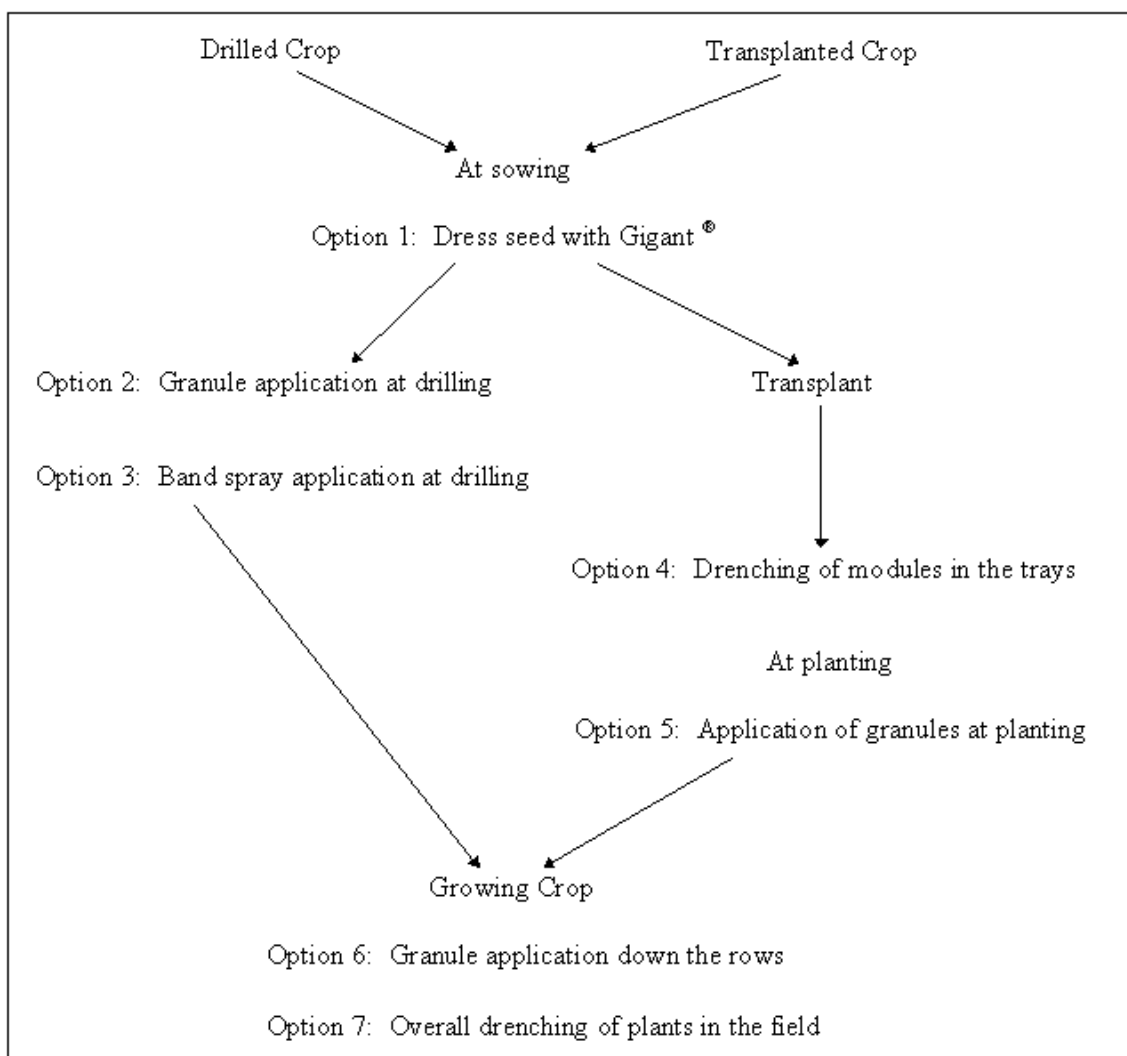 Drilled Crop
Transplanted Crop
At sowing
Option 1: Dress seed with Gigant ®
Option 2: Granule application at drilling
Transplant
Option 3: Band spray application at drilling
Option 4: Drenching of modules in the trays
At planting
Option 5: Application of granules at planting
Growing Crop
Option 6: Granule application down the rows
Option 7: Overall drenching of plants in the field